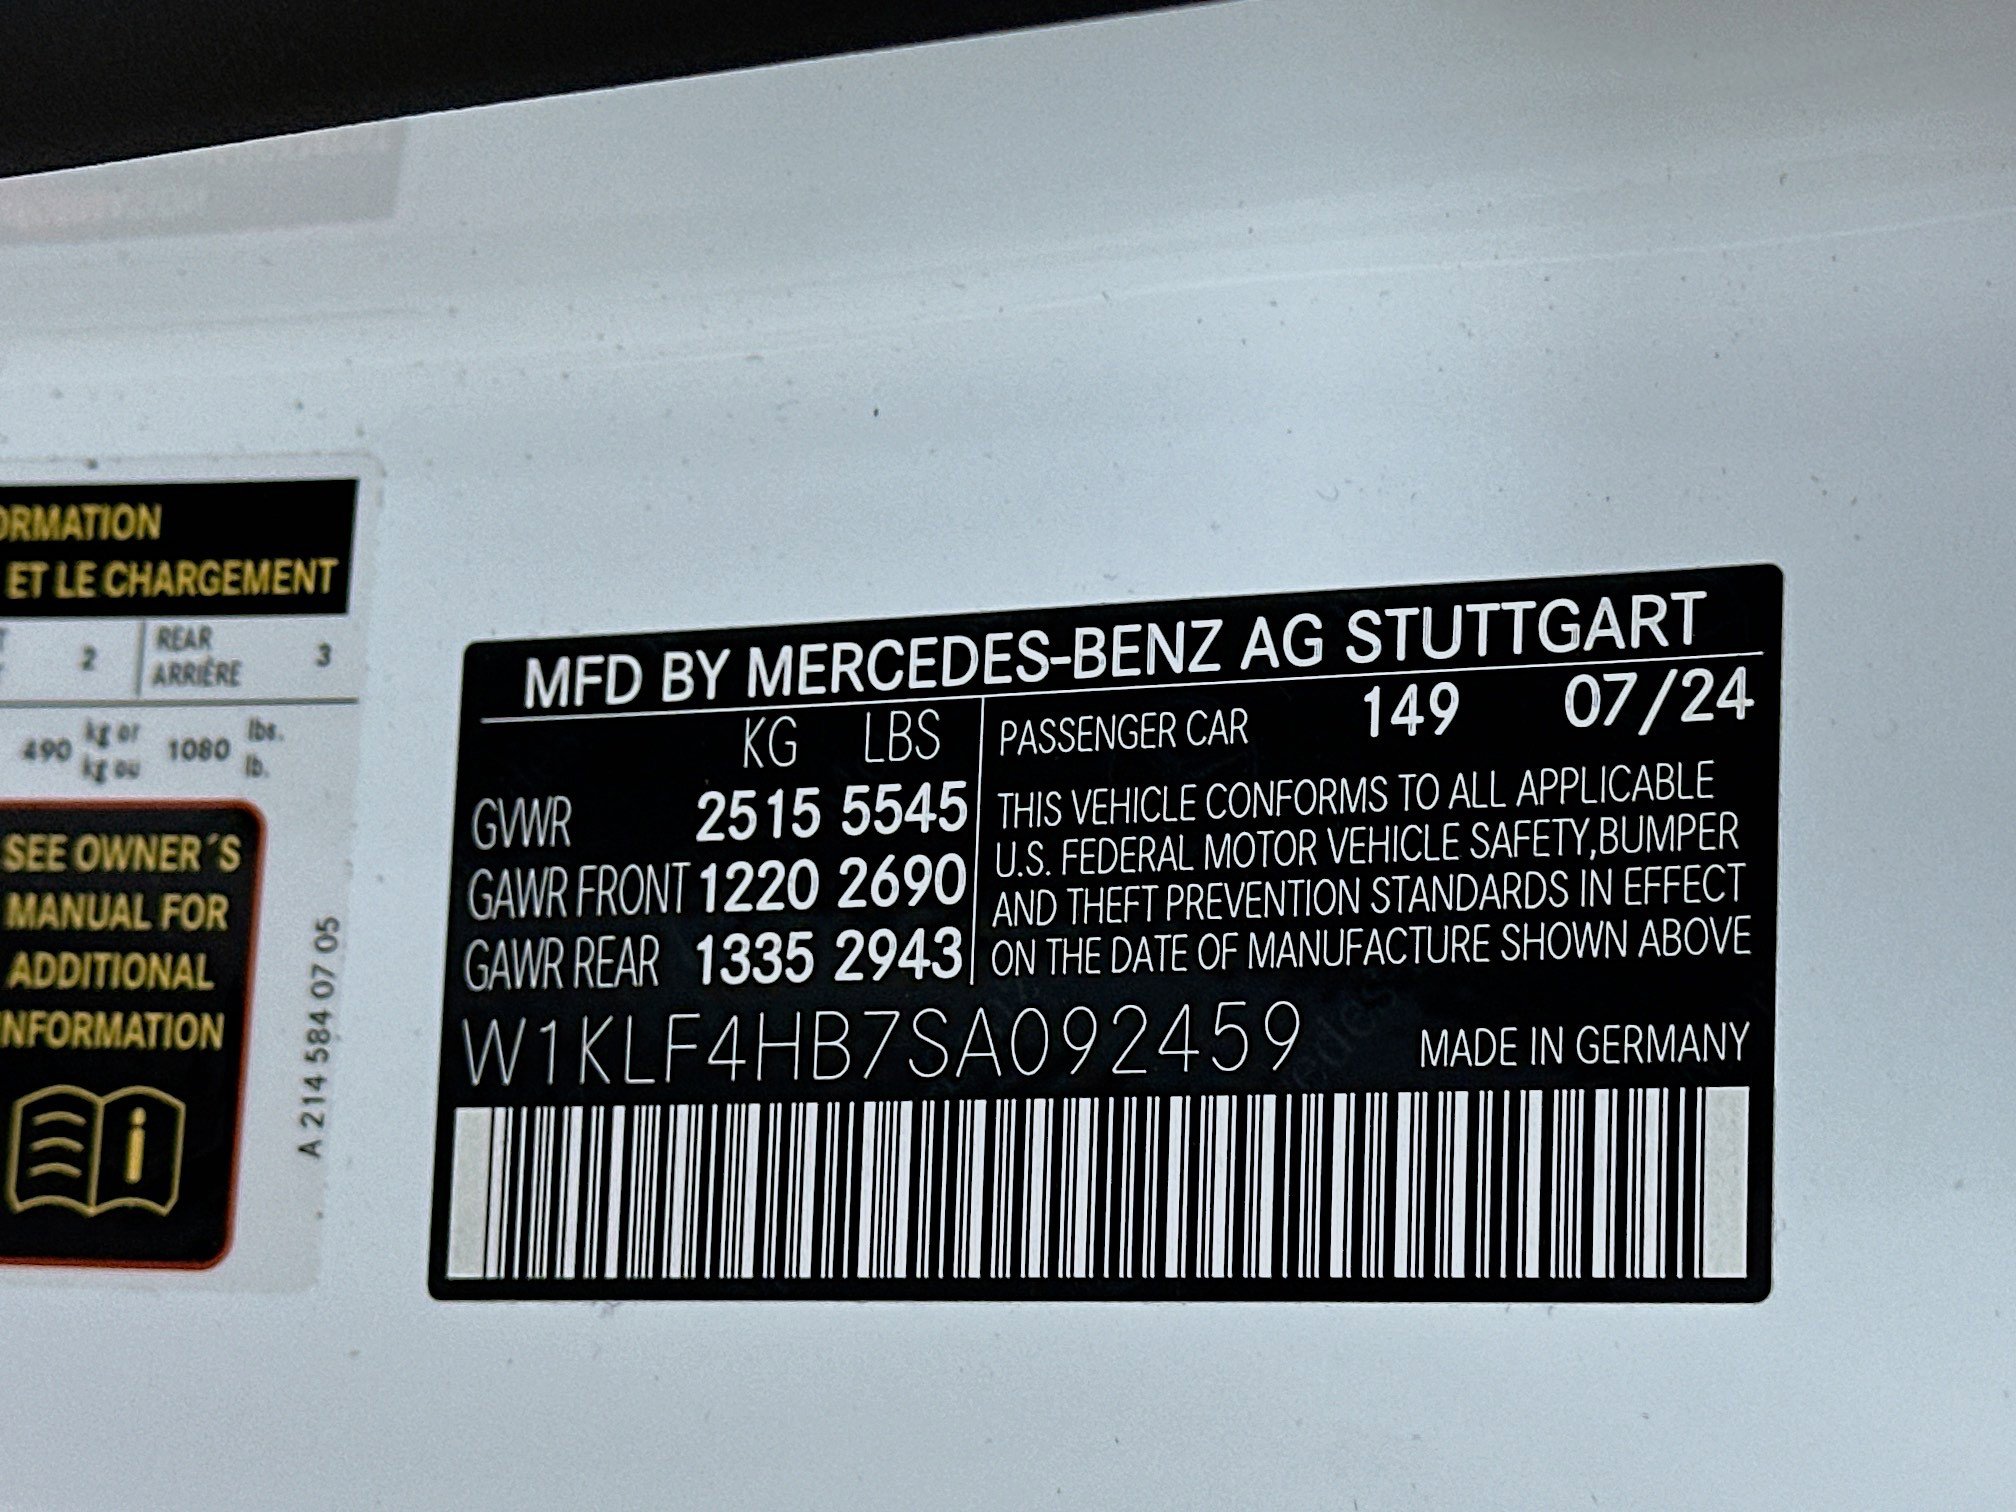 ORMATION
ET LE CHARGEMENT
2 REAR ARRIÈRE 3
490 kg or kg ou 1080 lbs. lb.
SEE OWNER´S
MANUAL FOR
ADDITIONAL
INFORMATION
i
A 214 584 07 05
MFD BY MERCEDES-BENZ AG STUTTGART
KG LBS
GVWR 2515 5545
GAWR FRONT 1220 2690
GAWR REAR 1335 2943
PASSENGER CAR 149 07/24
THIS VEHICLE CONFORMS TO ALL APPLICABLE
U.S. FEDERAL MOTOR VEHICLE SAFETY,BUMPER
AND THEFT PREVENTION STANDARDS IN EFFECT
ON THE DATE OF MANUFACTURE SHOWN ABOVE
W1KLF4HB7SA092459 MADE IN GERMANY